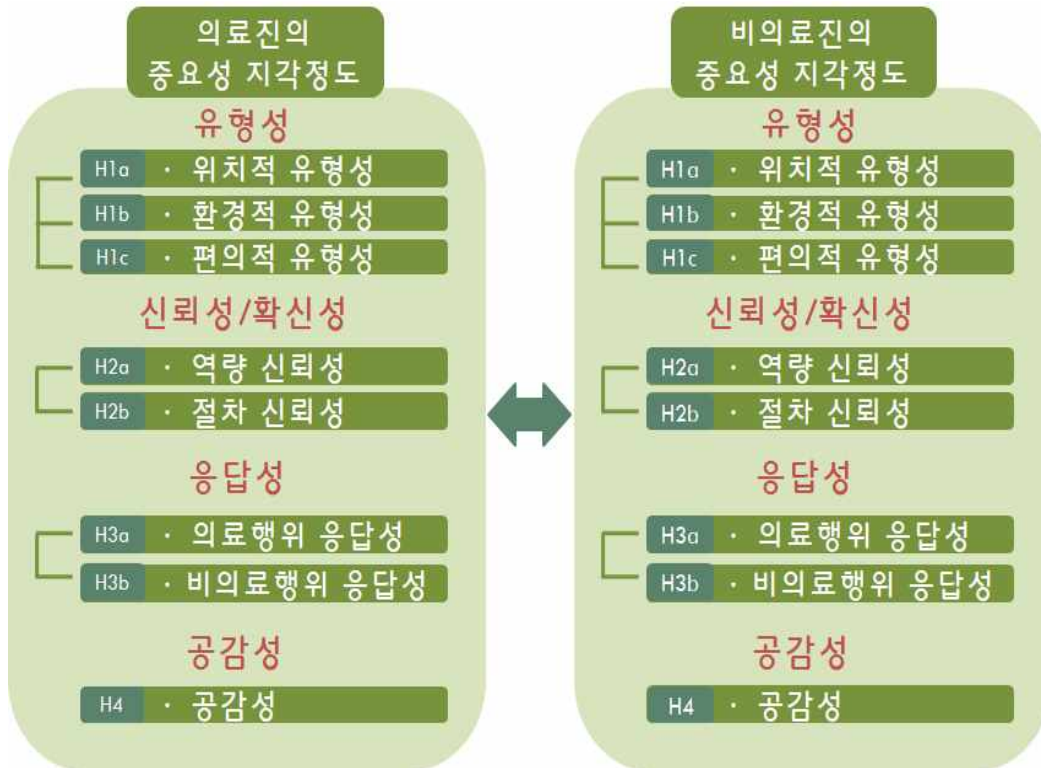 의료진의
중요성 지각정도
유형성
H1a · 위치적 유형성
H1b · 환경적 유형성
H1c · 편의적 유형성
신뢰성/확신성
H2a · 역량 신뢰성
H2b · 절차 신뢰성
응답성
H3a · 의료행위 응답성
H3b · 비의료행위 응답성
공감성
H4 · 공감성
비의료진의
중요성 지각정도
유형성
H1a · 위치적 유형성
H1b · 환경적 유형성
H1c · 편의적 유형성
신뢰성/확신성
H2a · 역량 신뢰성
H2b · 절차 신뢰성
응답성
H3a · 의료행위 응답성
H3b · 비의료행위 응답성
공감성
H4 · 공감성